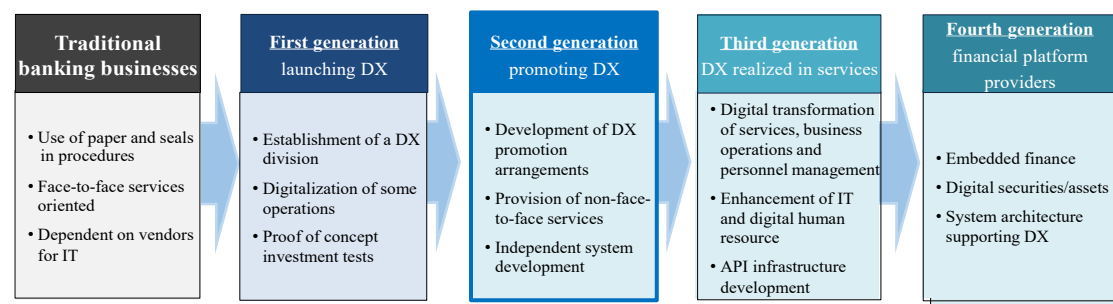 Traditional
banking businesses
• Use of paper and seals
in procedures
• Face-to-face services
oriented
• Dependent on vendors
for IT
First generation
launching DX
• Establishment of a DX
division
• Digitalization of some
operations
• Proof of concept
investment tests
Second generation
promoting DX
• Development of DX
promotion
arrangements
• Provision of non-face-
to-face services
• Independent system
development
Third generation
DX realized in services
• Digital transformation
of services, business
operations and
personnel management
• Enhancement of IT
and digital human
resource
• API infrastructure
development
Fourth generation
financial platform
providers
• Embedded finance
• Digital securities/assets
• System architecture
supporting DX